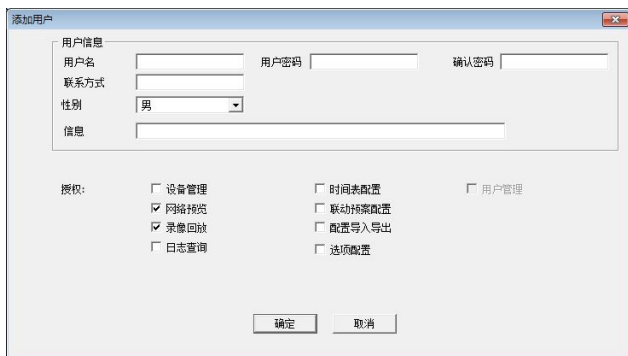 添加用户
用户信息
用户名 用户密码 确认密码
联系方式
性别 男
信息
授权: 设备管理 时间表配置 用户管理
网络预览 联动预案配置
录像回放 配置导入导出
日志查询 选项配置
确定 取消